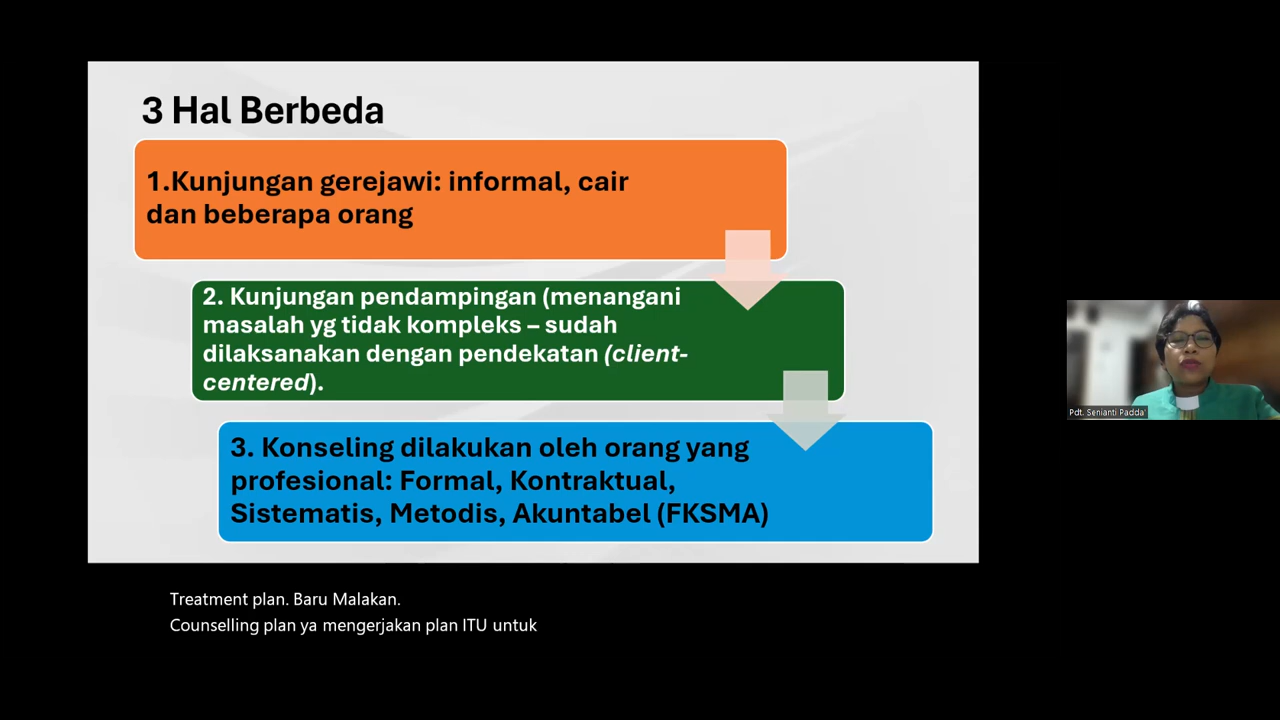 3 Hal Berbeda
1.Kunjungan gerejawi: informal, cair
dan beberapa orang
2. Kunjungan pendampingan (menangani
masalah yg tidak kompleks – sudah
dilaksanakan dengan pendekatan (client-
centered).
3. Konseling dilakukan oleh orang yang
profesional: Formal, Kontraktual,
Sistematis, Metodis, Akuntabel (FKSMA)
Pdt. Senianti Padda'
Treatment plan. Baru Malakan.
Counselling plan ya mengerjakan plan ITU untuk